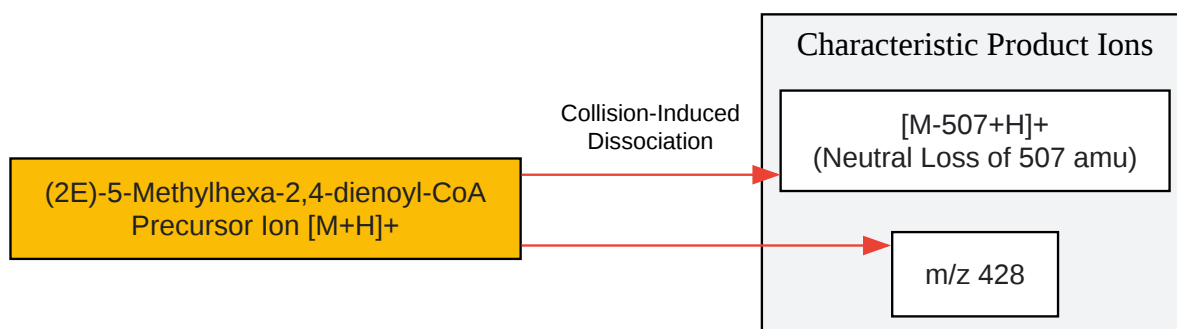 Characteristic Product Ions
Collision-Induced
Dissociation
[M-507+H]+
(Neutral Loss of 507 amu)
(2E)-5-Methylhexa-2,4-dienoyl-CoA
Precursor Ion [M+H]+
m/z 428